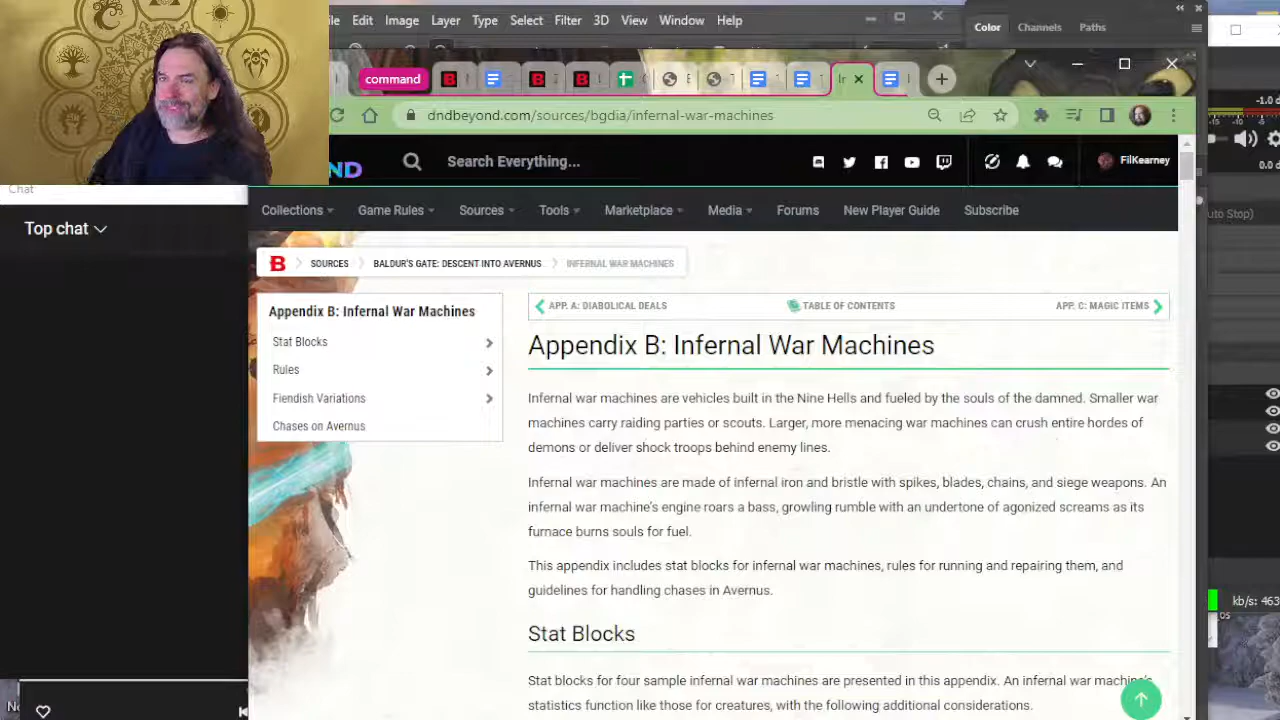 File Edit Image Layer Type Select Filter 3D View Window Help
Color Channels Paths
command
dndbeyond.com/sources/bgdia/infernal-war-machines
-1.0 d
ND
Search Everything...
FilKearney
0.0 d
Chat
Collections Game Rules Sources Tools Marketplace Media Forums New Player Guide Subscribe
uto Stop)
Top chat
SOURCES BALDUR'S GATE: DESCENT INTO AVERNUS INFERNAL WAR MACHINES
Appendix B: Infernal War Machines
Stat Blocks
Rules
Fiendish Variations
Chases on Avernus
APP. A: DIABOLICAL DEALS TABLE OF CONTENTS APP. C: MAGIC ITEMS
Appendix B: Infernal War Machines
Infernal war machines are vehicles built in the Nine Hells and fueled by the souls of the damned. Smaller war
machines carry raiding parties or scouts. Larger, more menacing war machines can crush entire hordes of
demons or deliver shock troops behind enemy lines.
Infernal war machines are made of infernal iron and bristle with spikes, blades, chains, and siege weapons. An
infernal war machine's engine roars a bass, growling rumble with an undertone of agonized screams as its
furnace burns souls for fuel.
This appendix includes stat blocks for infernal war machines, rules for running and repairing them, and
guidelines for handling chases in Avernus.
kb/s: 463
Stat Blocks
Stat blocks for four sample infernal war machines are presented in this appendix. An infernal war machine's
statistics function like those for creatures, with the following additional considerations.